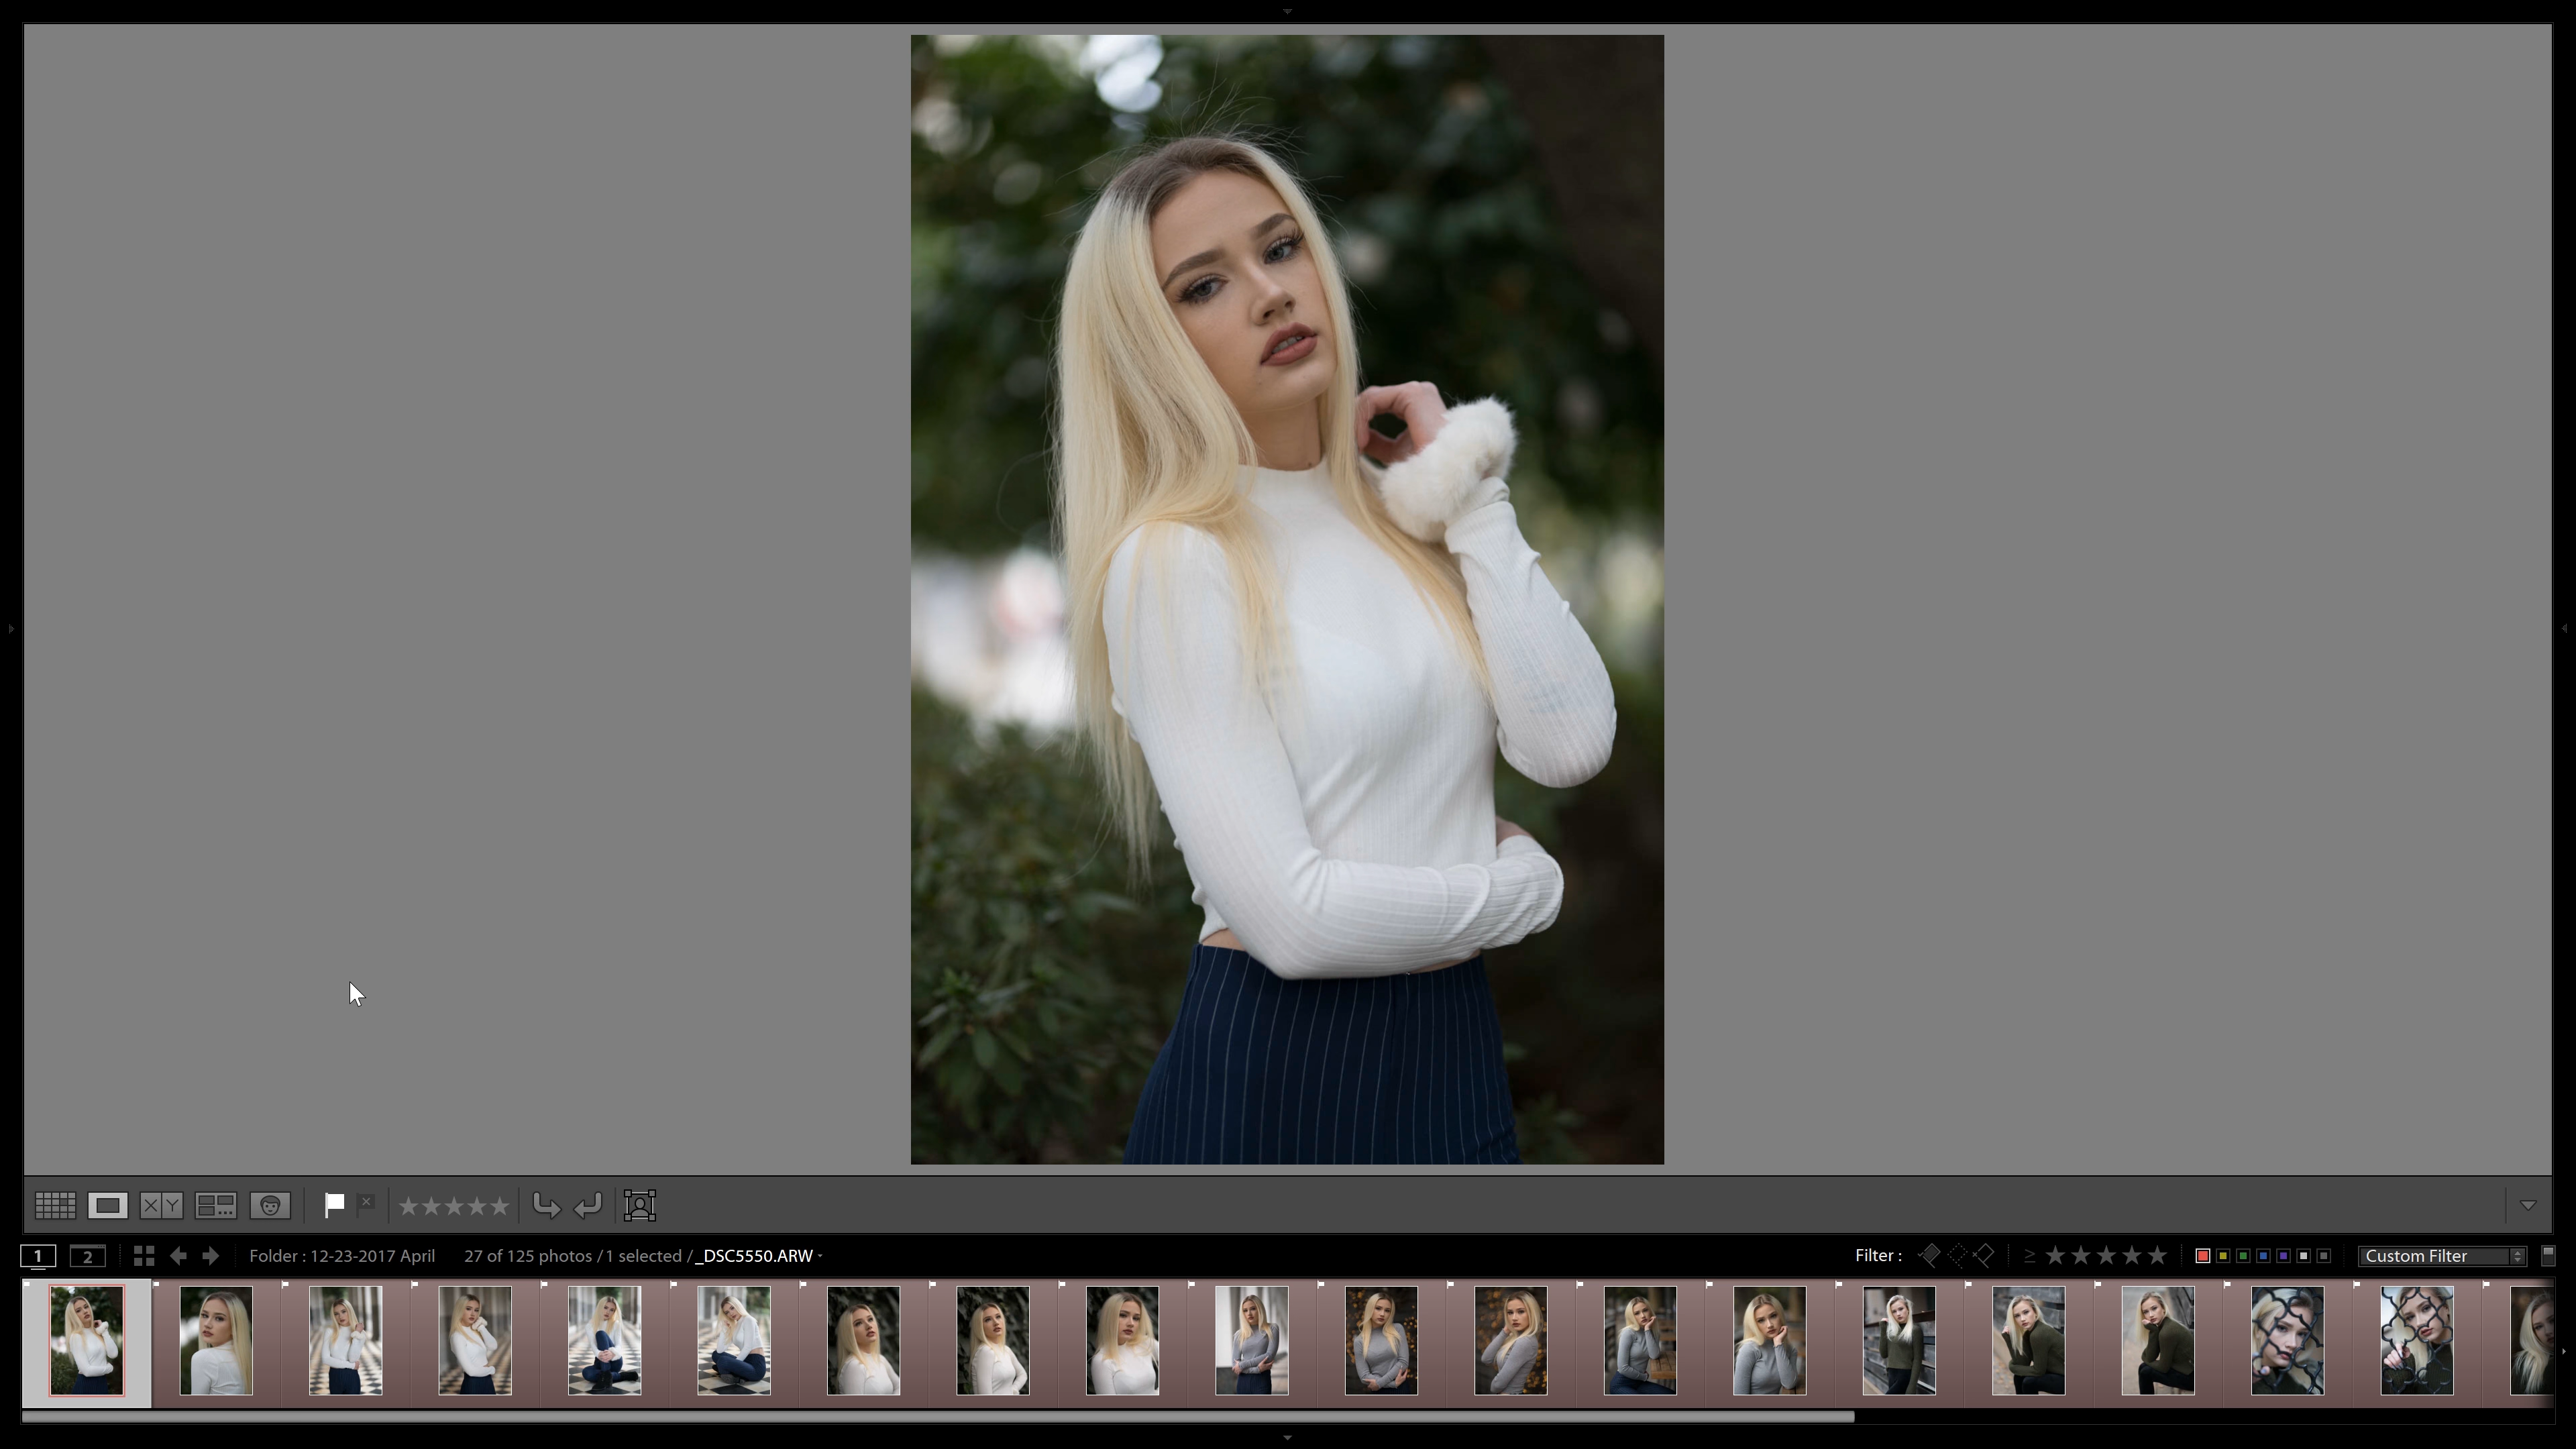 X Y
1 2 Folder : 12-23-2017 April 27 of 125 photos / 1 selected / _DSC5550.ARW Filter : ≥ Custom Filter